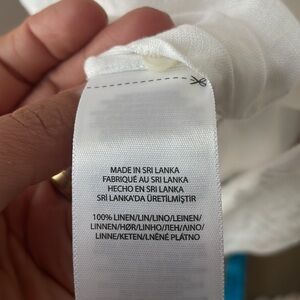 MADE IN SRI LANKA
FABRIQUÉ AU SRI LANKA
HECHO EN SRI LANKA
SRİ LANKA'DA ÜRETİLMİŞTİR
100% LINEN/LIN/LINO/LEINEN/
LINNEN/HØR/LINHO/ЛЕН/ΛΙΝΟ/
LINNE/KETEN/LNĚNÉ PLÁTNO